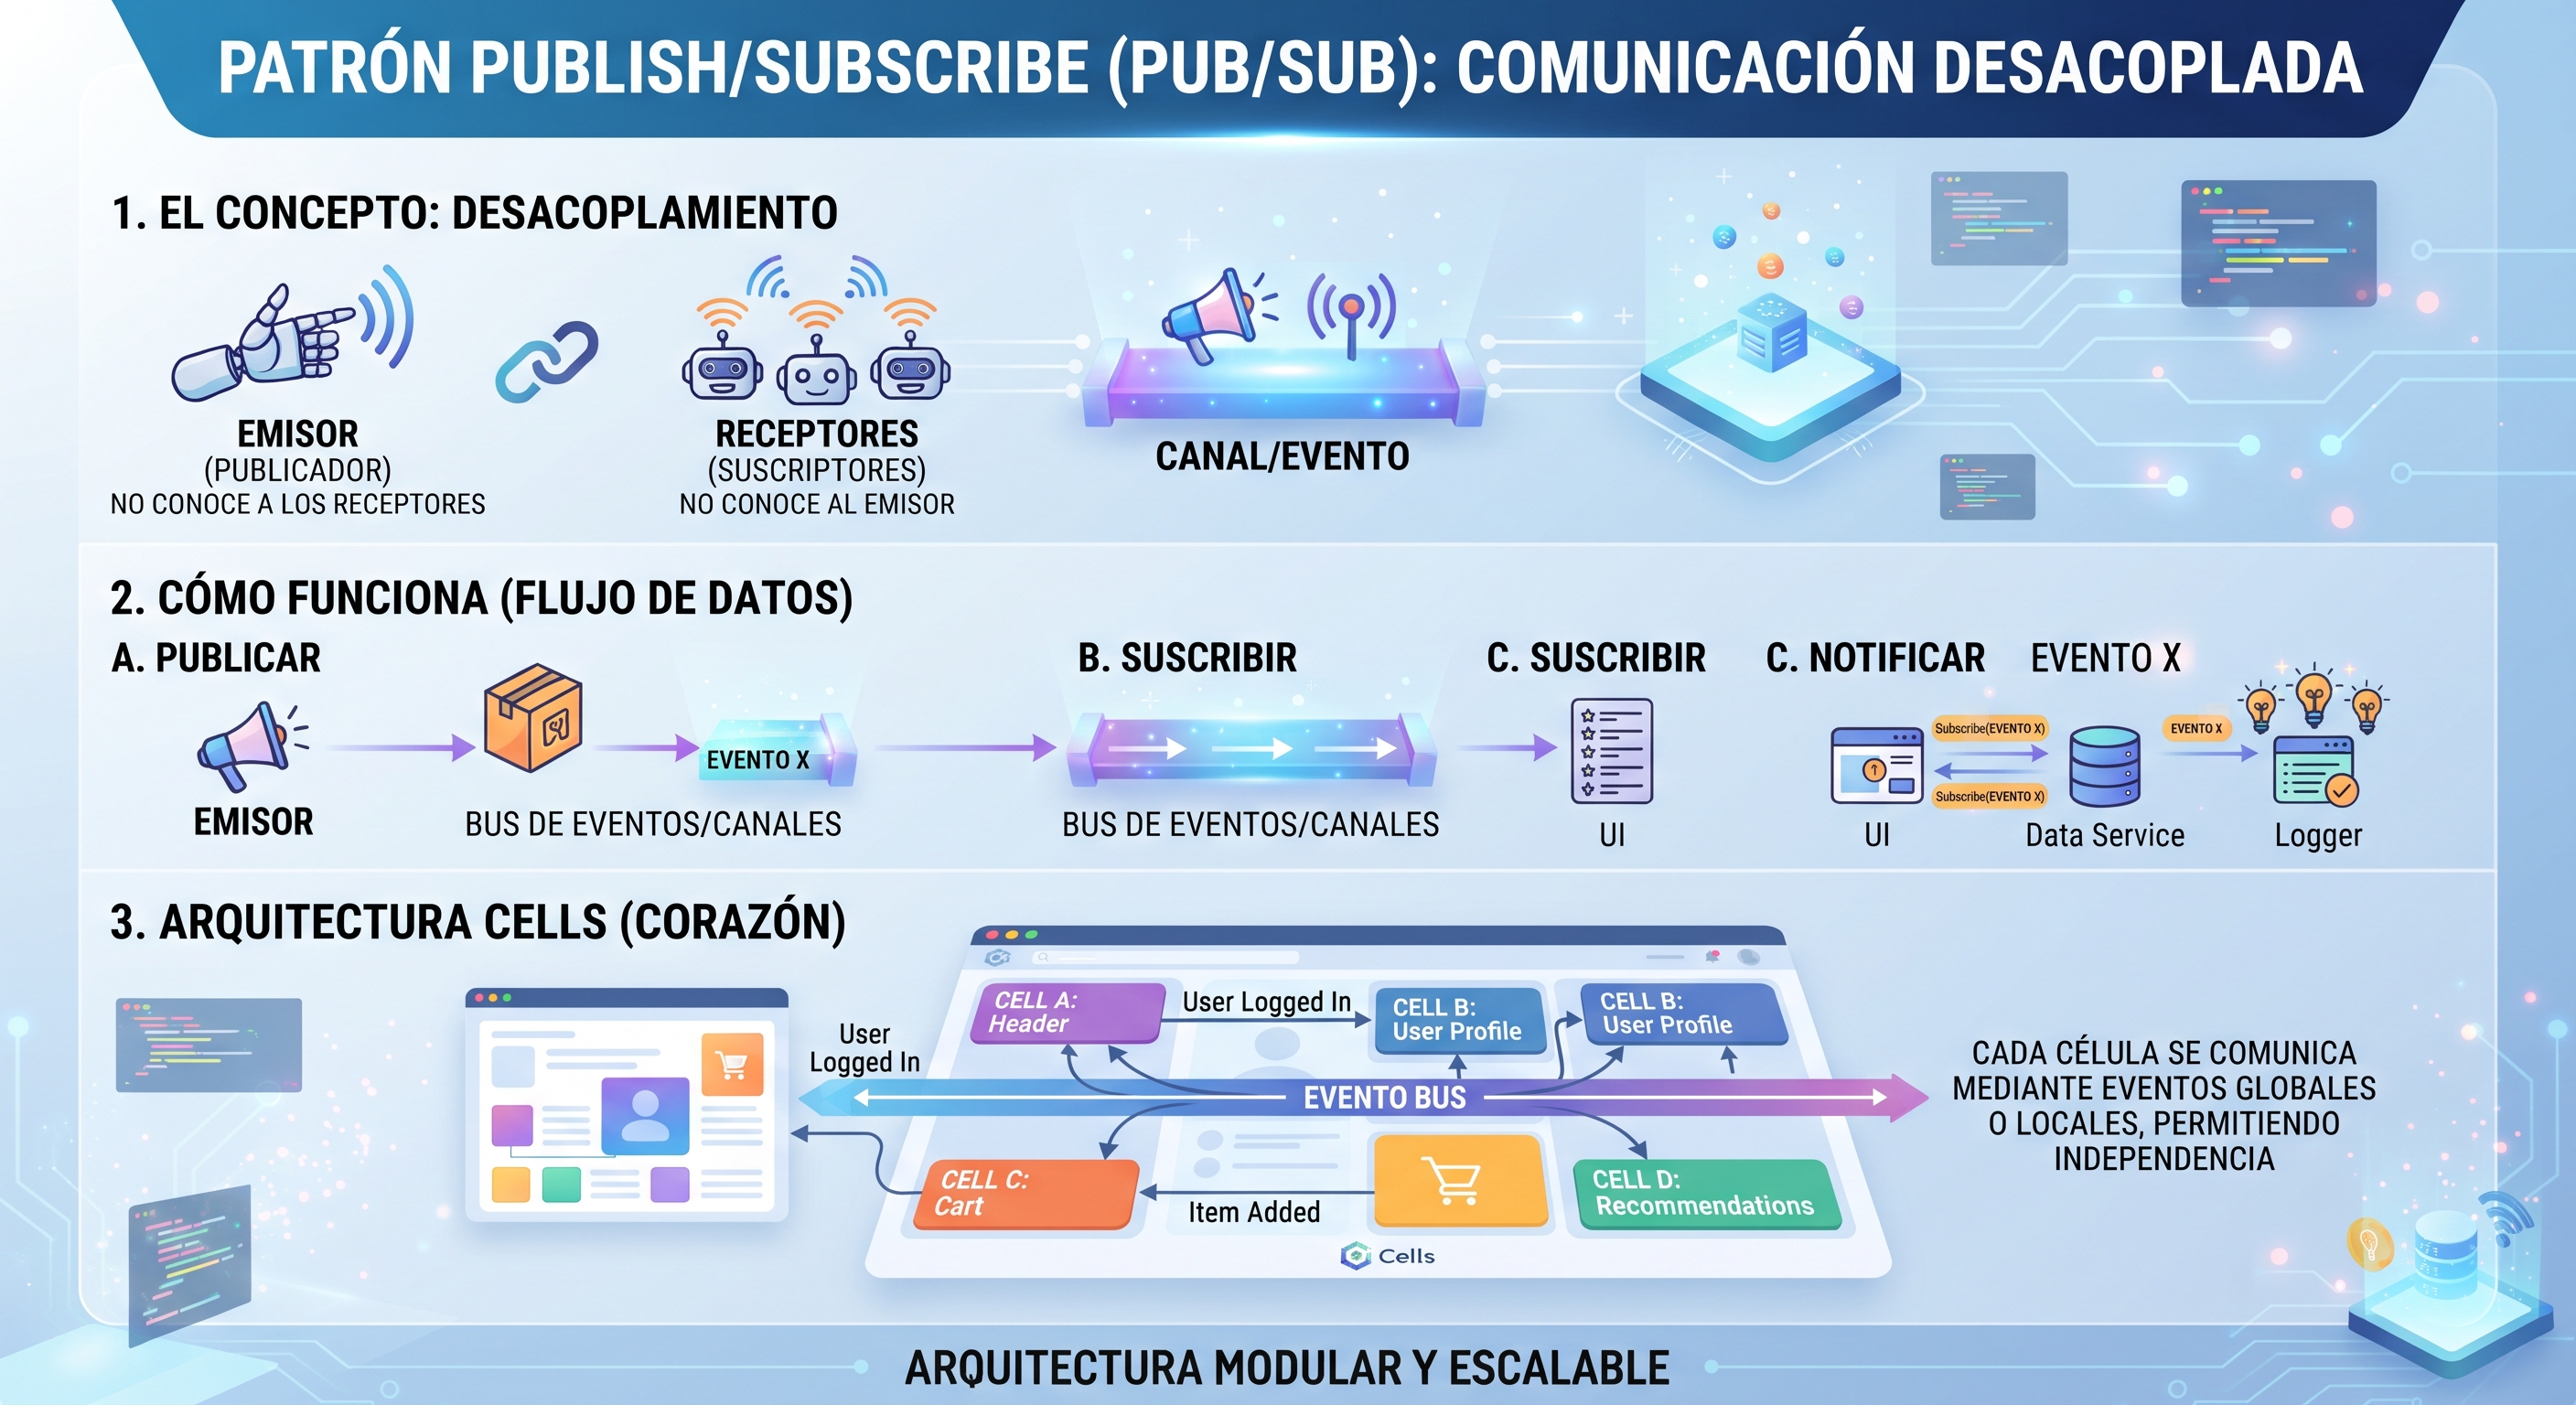 PATRÓN PUBLISH/SUBSCRIBE (PUB/SUB): COMUNICACIÓN DESACOPLADA
1. EL CONCEPTO: DESACOPLAMIENTO
EMISOR
(PUBLICADOR)
NO CONOCE A LOS RECEPTORES
RECEPTORES
(SUSCRIPTORES)
NO CONOCE AL EMISOR
CANAL/EVENTO
2. CÓMO FUNCIONA (FLUJO DE DATOS)
A. PUBLICAR
EMISOR
EVENTO X
BUS DE EVENTOS/CANALES
B. SUSCRIBIR
BUS DE EVENTOS/CANALES
C. SUSCRIBIR
UI
C. NOTIFICAR
EVENTO X
Subscribe(EVENTO X)
Subscribe(EVENTO X)
EVENTO X
UI
Data Service
Logger
3. ARQUITECTURA CELLS (CORAZÓN)
User
Logged In
CELL A:
Header
User Logged In
CELL B:
User Profile
CELL B:
User Profile
EVENTO BUS
CELL C:
Cart
Item Added
CELL D:
Recommendations
Cells
CADA CÉLULA SE COMUNICA
MEDIANTE EVENTOS GLOBALES
O LOCALES, PERMITIENDO
INDEPENDENCIA
ARQUITECTURA MODULAR Y ESCALABLE